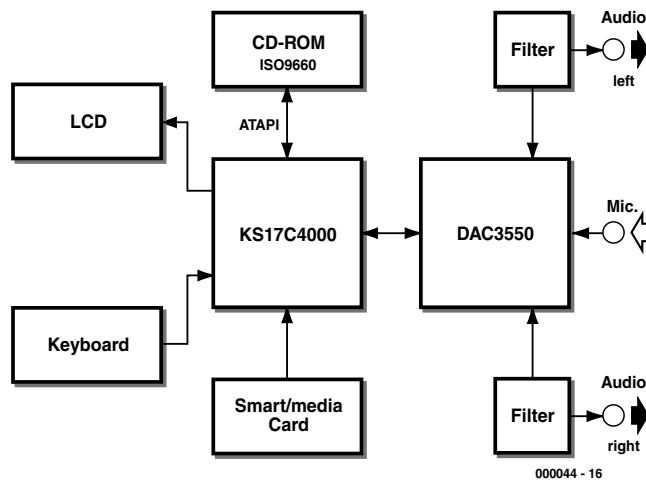 CD-ROM
ISO9660
Filter
Audio
left
LCD
ATAPI
KS17C4000
DAC3550
Mic.
Keyboard
Smart/media
Card
Filter
Audio
right
000044 - 16